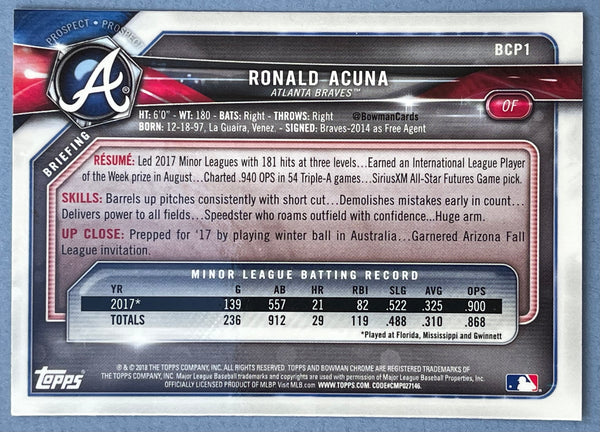 PROSPECT • PROSPECT
BCP1
A
RONALD ACUNA
ATLANTA BRAVES™
OF
HT: 6'0" • WT: 180 • BATS: Right • THROWS: Right
@BowmanCards
BORN: 12-18-97, La Guaira, Venez. • SIGNED: Braves-2014 as Free Agent
BRIEFING
RÉSUMÉ: Led 2017 Minor Leagues with 181 hits at three levels...Earned an International League Player
of the Week prize in August...Charted .940 OPS in 54 Triple-A games...SiriusXM All-Star Futures Game pick.
SKILLS: Barrels up pitches consistently with short cut...Demolishes mistakes early in count...
Delivers power to all fields...Speedster who roams outfield with confidence...Huge arm.
UP CLOSE: Prepped for '17 by playing winter ball in Australia...Garnered Arizona Fall
League invitation.
MINOR LEAGUE BATTING RECORD
YR G AB HR RBI SLG AVG OPS
2017* 139 557 21 82 .522 .325 .900
TOTALS 236 912 29 119 .488 .310 .868
*Played at Florida, Mississippi and Gwinnett
Topps
® & © 2018 THE TOPPS COMPANY, INC. ALL RIGHTS RESERVED. TOPPS AND BOWMAN CHROME ARE REGISTERED TRADEMARKS OF
THE TOPPS COMPANY, INC. Major League Baseball trademarks and copyrights are used with permission of Major League Baseball Properties, Inc.
OFFICIALLY LICENSED PRODUCT OF MLBP. Visit MLB.com WWW.TOPPS.COM. CODE#CMP027146.